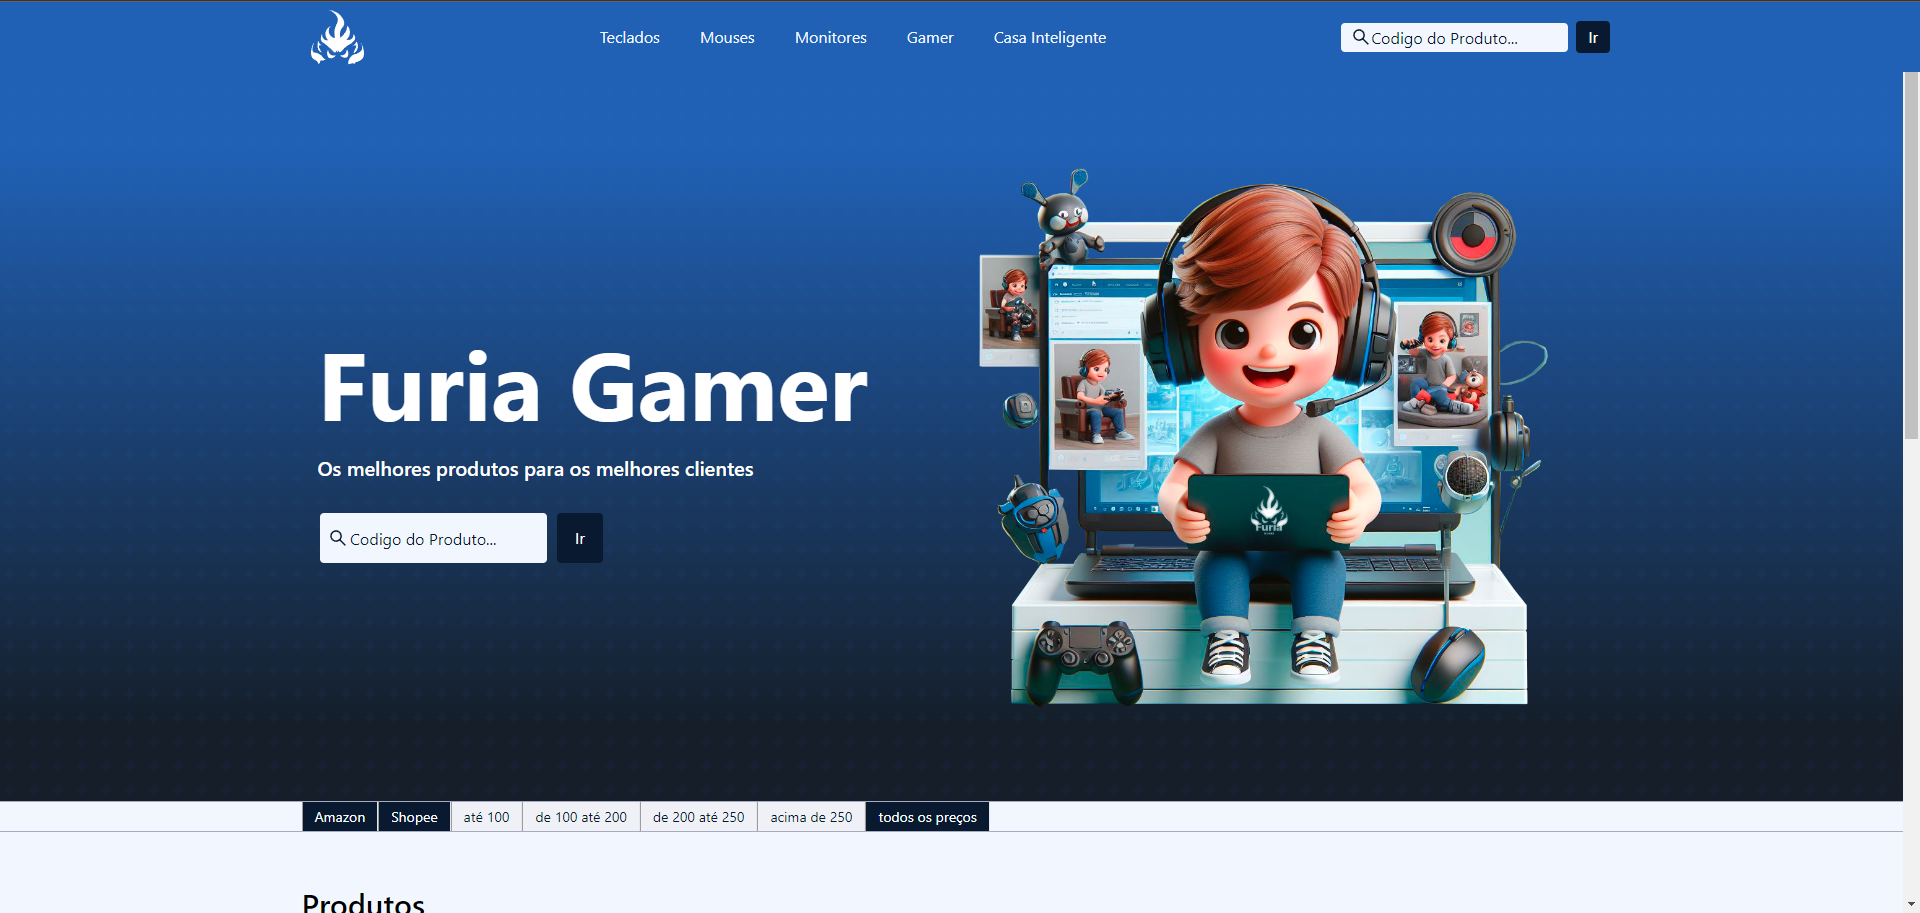 Teclados Mouses Monitores Gamer Casa Inteligente Codigo do Produto... Ir
Furia Gamer
Os melhores produtos para os melhores clientes
Codigo do Produto... Ir
Furia
Amazon Shopee até 100 de 100 até 200 de 200 até 250 acima de 250 todos os preços
Produtos